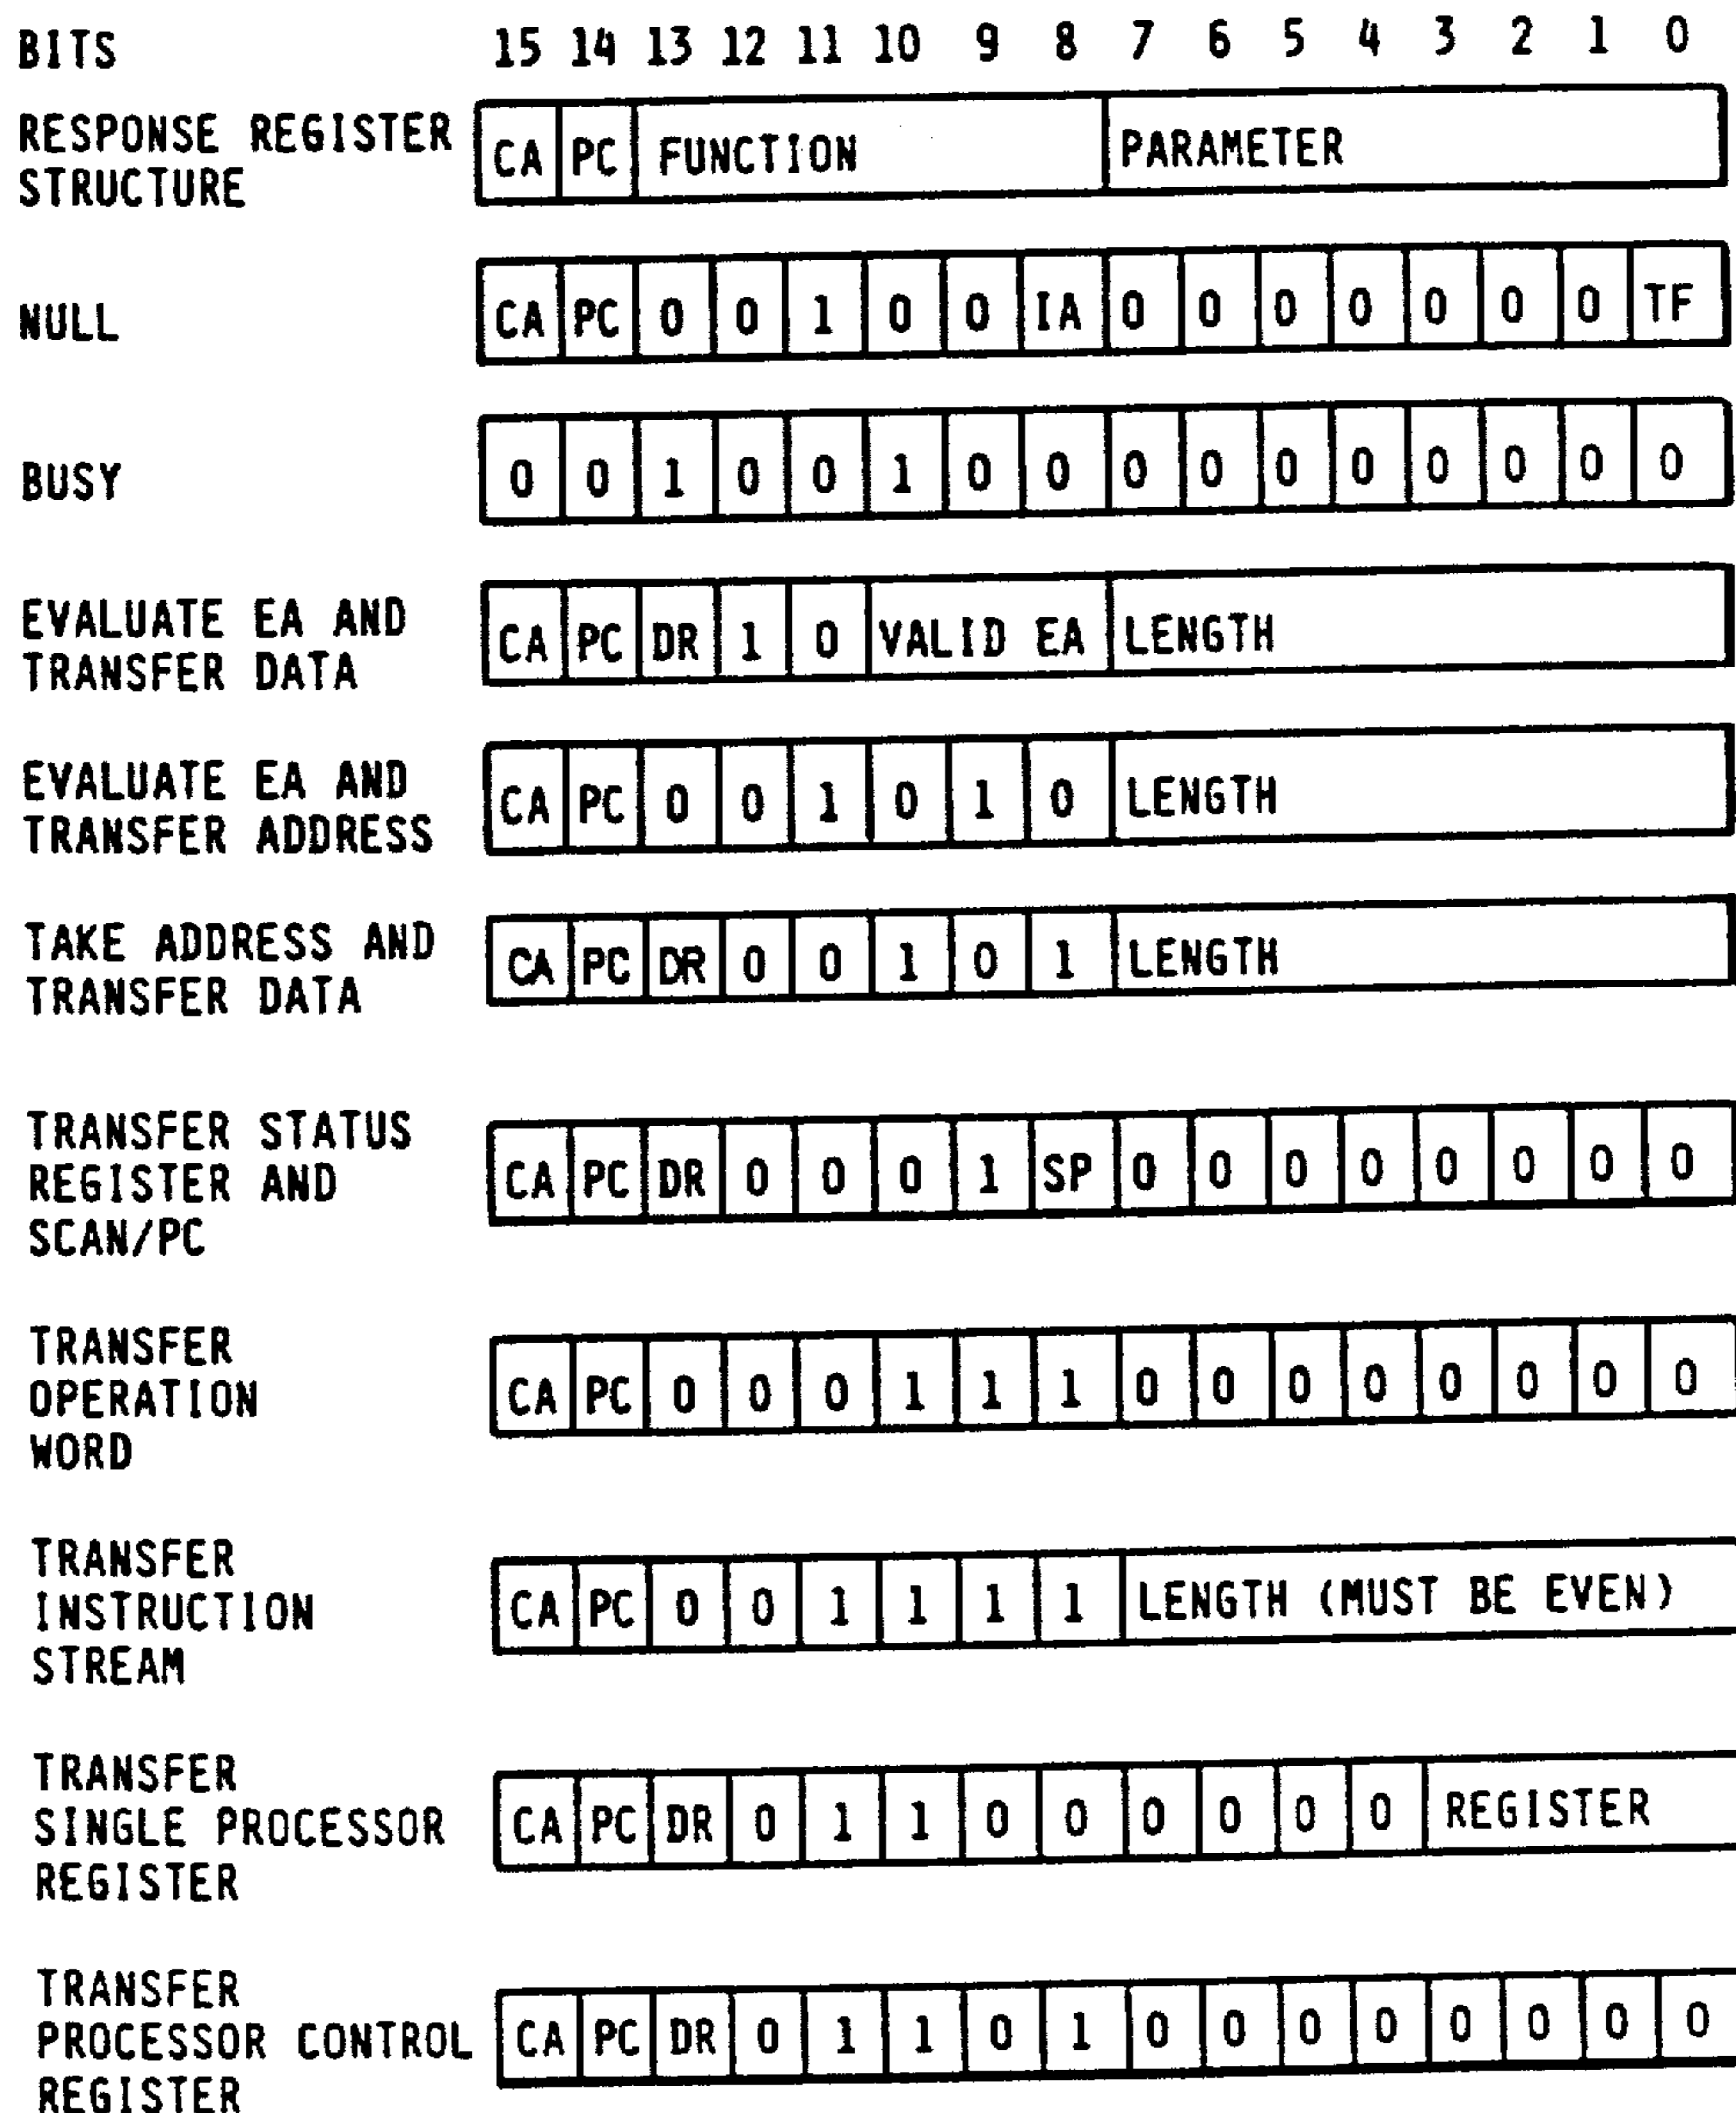 BITS 15 14 13 12 11 10 9 8 7 6 5 4 3 2 1 0
RESPONSE REGISTER
STRUCTURE
CA PC FUNCTION PARAMETER
NULL
CA PC 0 0 1 0 0 IA 0 0 0 0 0 0 0 TF
BUSY
0 0 1 0 0 1 0 0 0 0 0 0 0 0 0 0
EVALUATE EA AND
TRANSFER DATA
CA PC DR 1 0 VALID EA LENGTH
EVALUATE EA AND
TRANSFER ADDRESS
CA PC 0 0 1 0 1 0 LENGTH
TAKE ADDRESS AND
TRANSFER DATA
CA PC DR 0 0 1 0 1 LENGTH
TRANSFER STATUS
REGISTER AND
SCAN/PC
CA PC DR 0 0 0 1 SP 0 0 0 0 0 0 0 0
TRANSFER
OPERATION
WORD
CA PC 0 0 0 1 1 1 0 0 0 0 0 0 0 0
TRANSFER
INSTRUCTION
STREAM
CA PC 0 0 1 1 1 1 LENGTH (MUST BE EVEN)
TRANSFER
SINGLE PROCESSOR
REGISTER
CA PC DR 0 1 1 0 0 0 0 0 0 REGISTER
TRANSFER
PROCESSOR CONTROL
REGISTER
CA PC DR 0 1 1 0 1 0 0 0 0 0 0 0 0